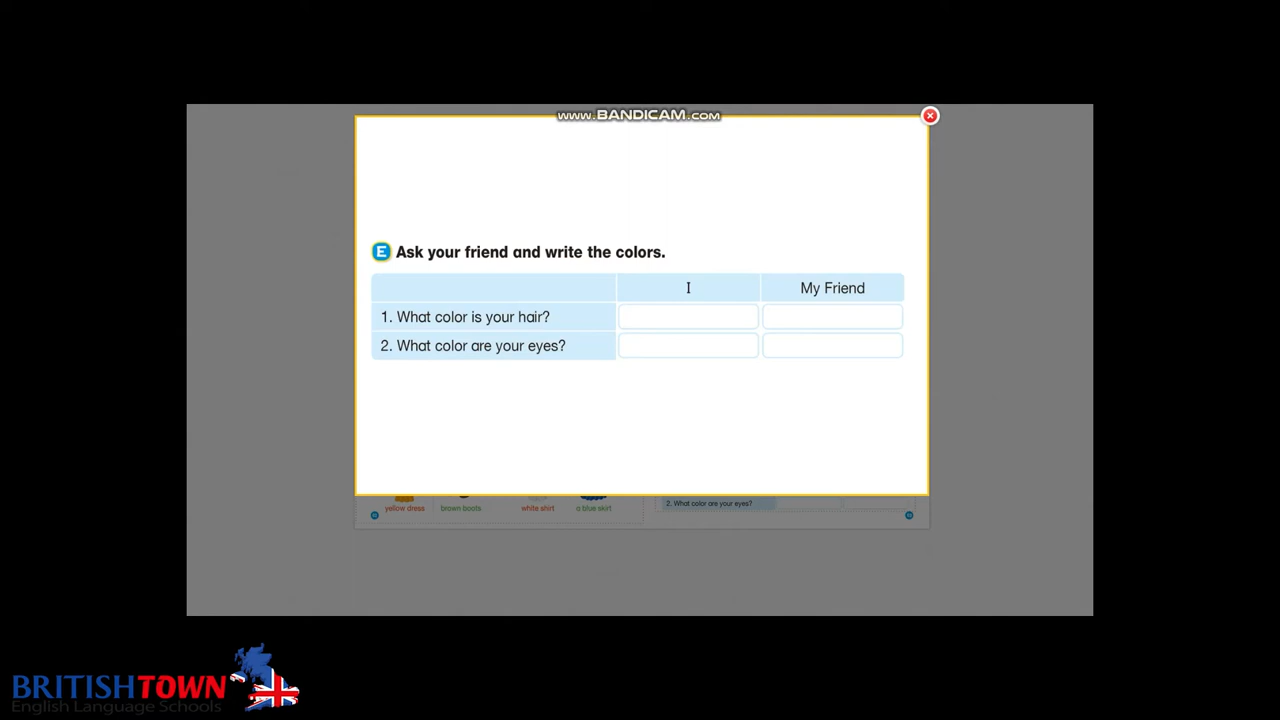 www.BANDICAM.com
E Ask your friend and write the colors.
I My Friend
1. What color is your hair?
2. What color are your eyes?
yellow dress brown boots white shirt a blue skirt
2. What color are your eyes?
BRITISHTOWN
English Language Schools